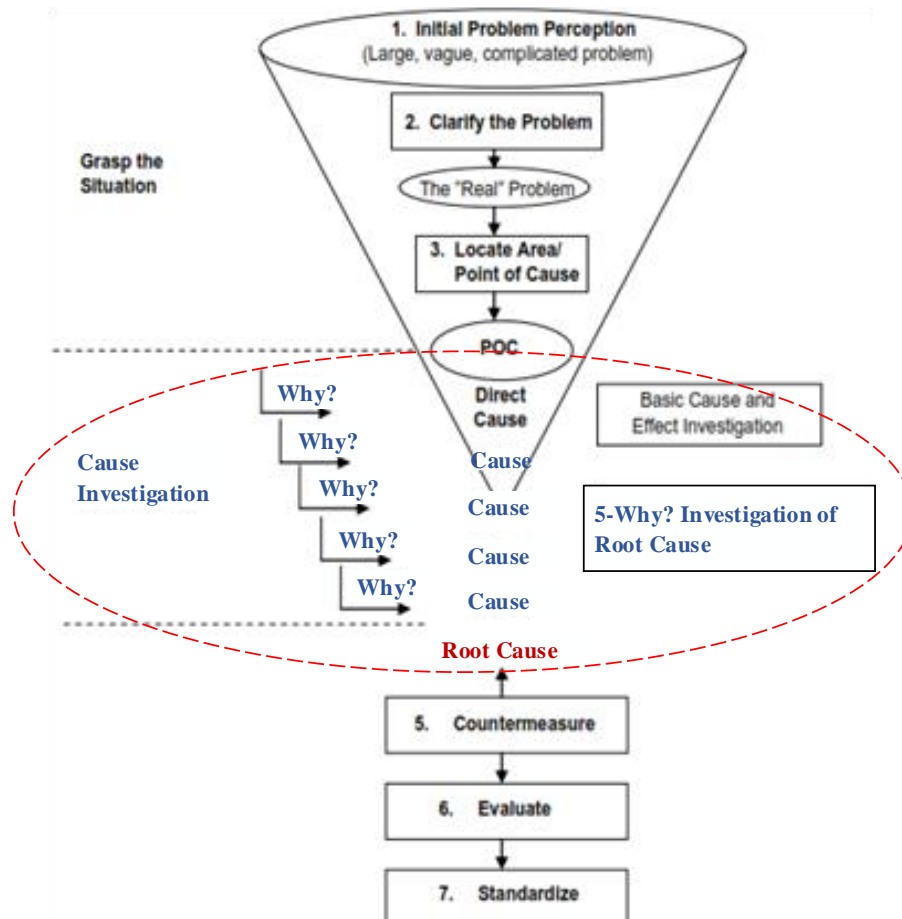 1. Initial Problem Perception
(Large, vague, complicated problem)
2. Clarify the Problem
Grasp the
Situation
The "Real" Problem
3. Locate Area/
Point of Cause
POC
Why?
Direct
Cause
Basic Cause and
Effect Investigation
Why?
Cause
Cause
Investigation
Why?
Cause
5-Why? Investigation of
Root Cause
Why?
Cause
Why?
Cause
Root Cause
5. Countermeasure
6. Evaluate
7. Standardize